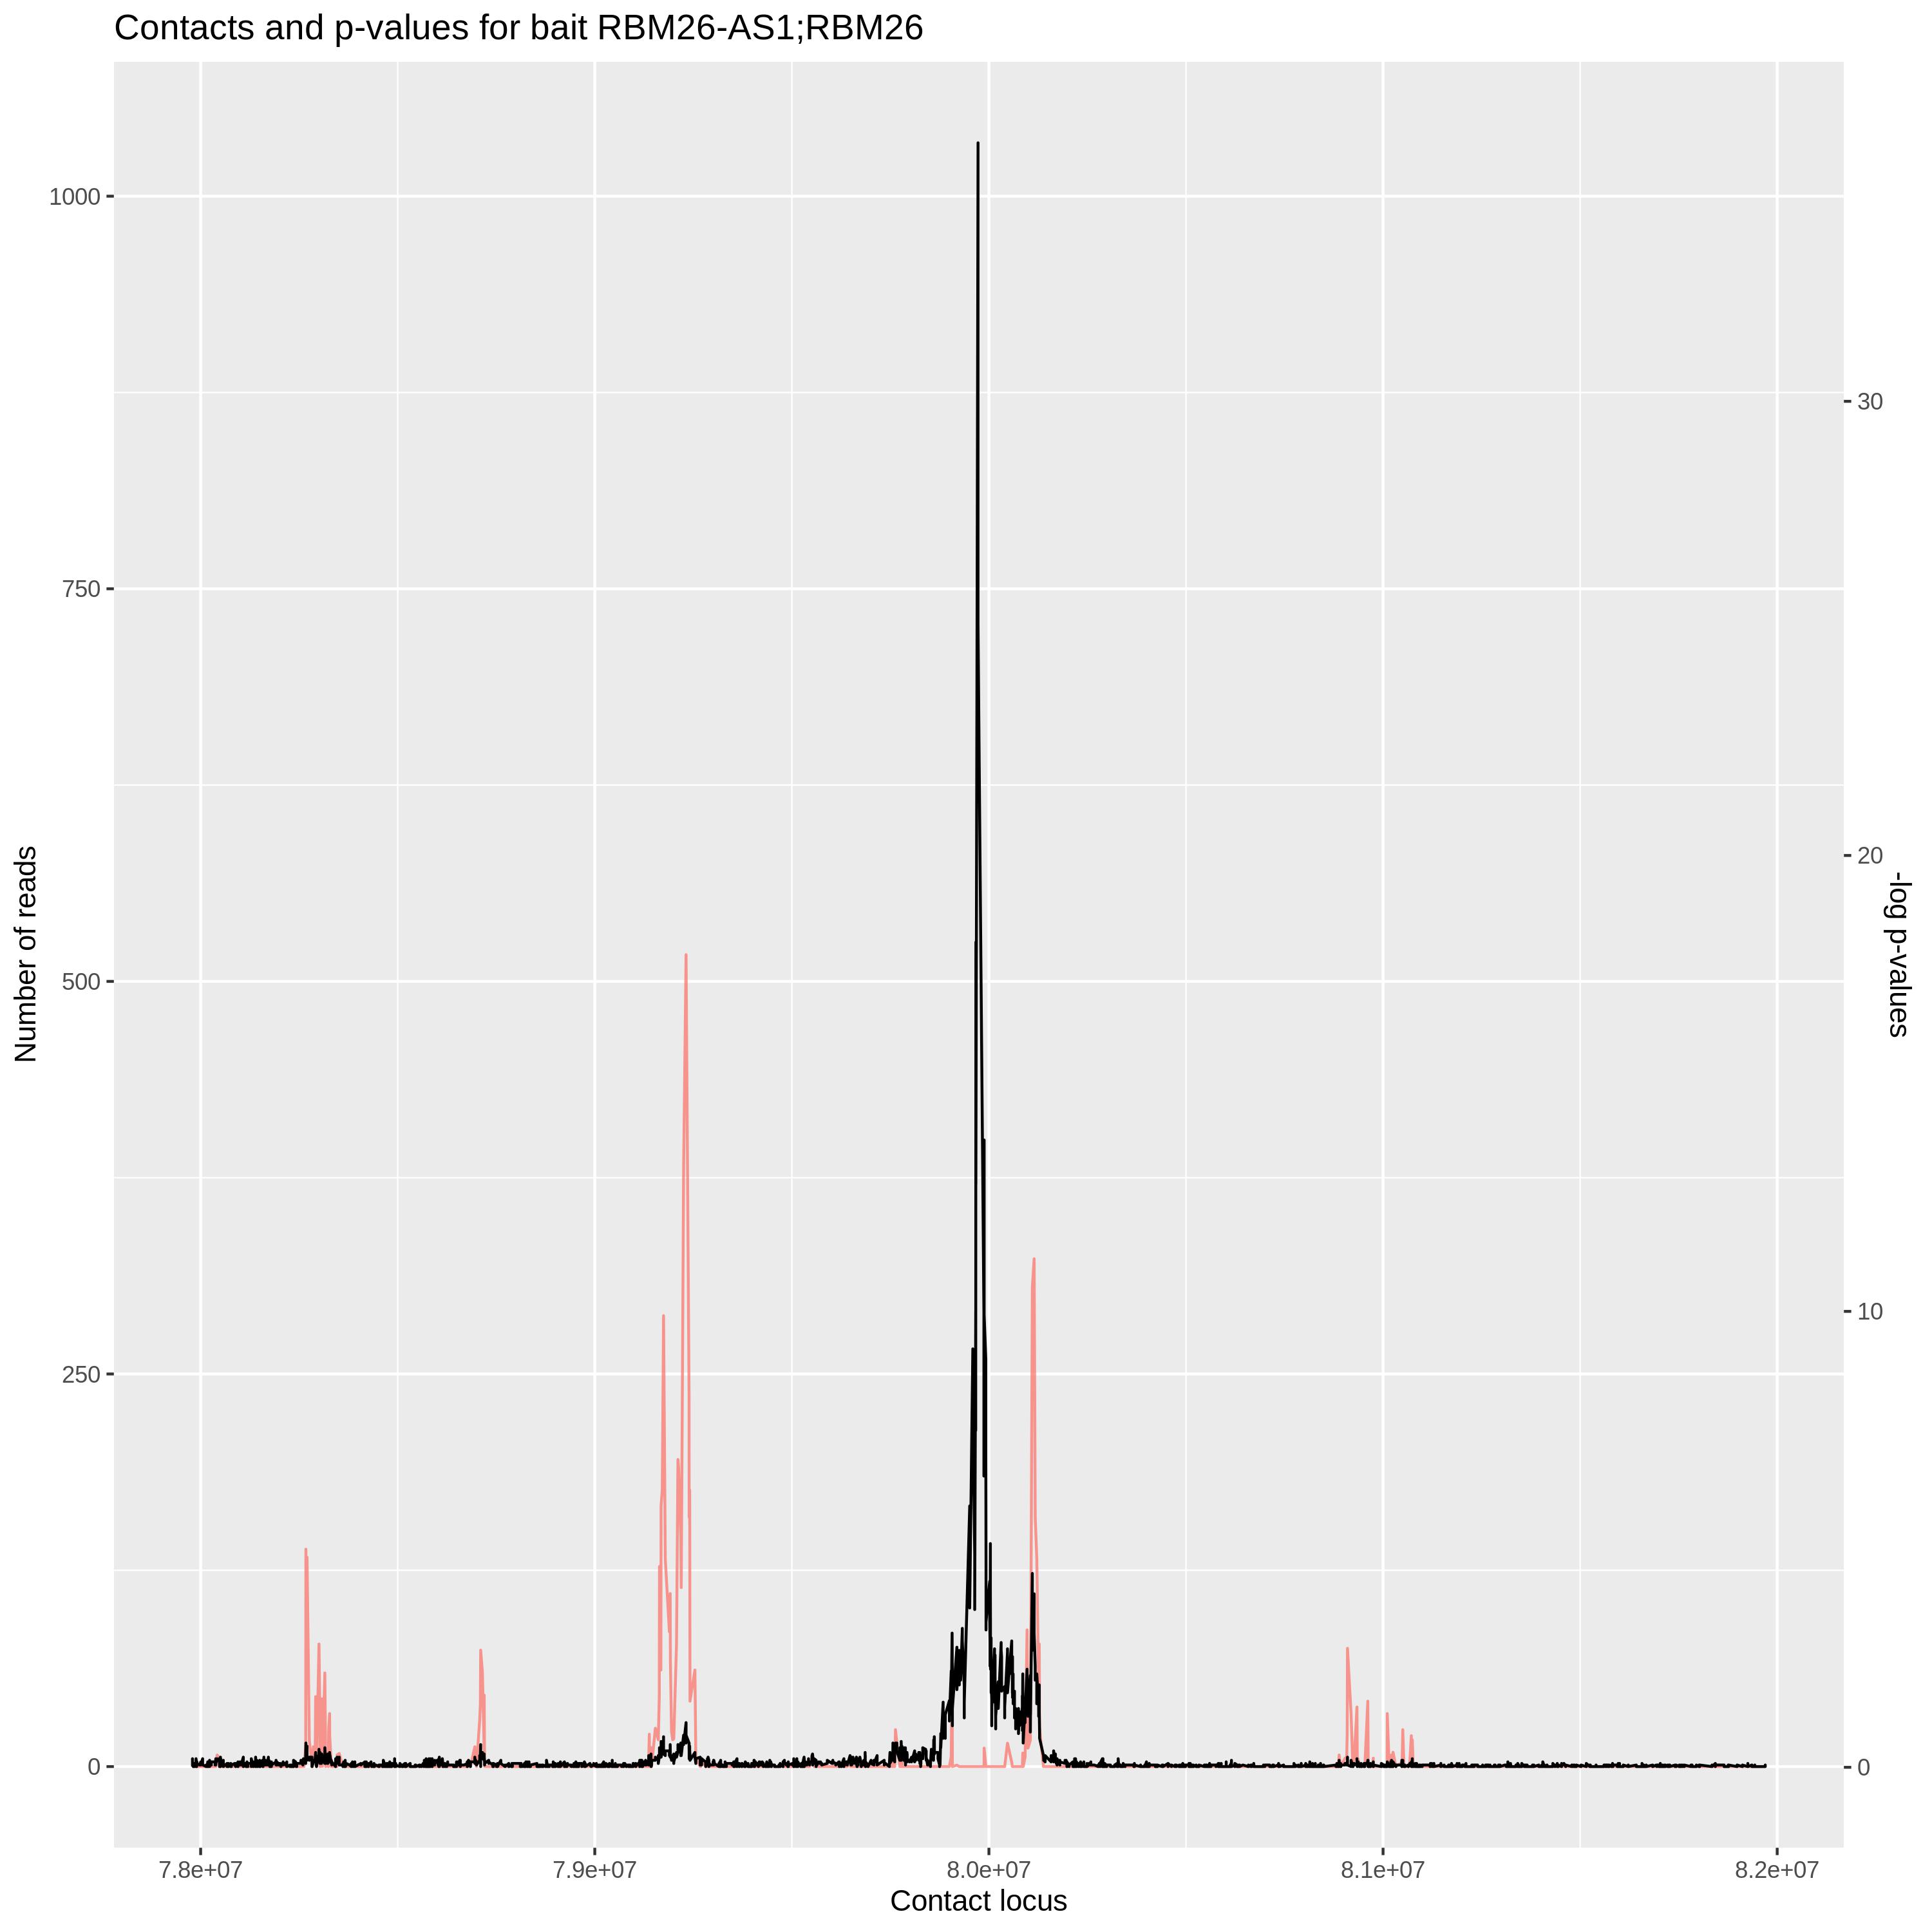 Contacts and p-values for bait RBM26-AS1;RBM26
1000
750
500
250
0
Number of reads
30
20
10
0
-log p-values
7.8e+07
7.9e+07
8.0e+07
8.1e+07
8.2e+07
Contact locus